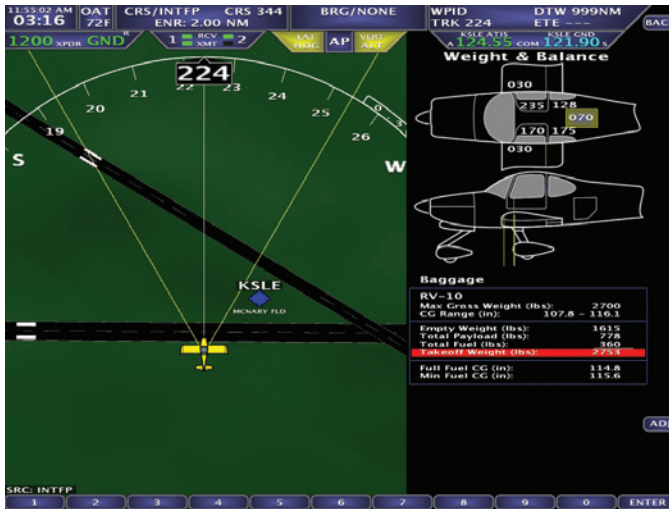 11:55:02 AM
03:16
OAT
72F
CRS/INTFP CRS 344
ENR: 2.00 NM
BRG/NONE
WPID DTW 999NM
TRK 224 ETE --:--
BAC
1200 XPDR GND R
1 RCV
XMT 2
LAT
HDG
AP
VERT
ALT
KSLE ATIS
A 124.55
KSLE GND
COM 121.90 S
Weight & Balance
224
S
19
20
21
22
23
24
25
26
W
030
235 128
070
170 175
030
KSLE
MCNARY FLD
Baggage
RV-10
Max Gross Weight (lbs): 2700
CG Range (in): 107.8 - 116.1
Empty Weight (lbs): 1615
Total Payload (lbs): 778
Total Fuel (lbs): 360
Takeoff Weight (lbs): 2753
Full Fuel CG (in): 114.8
Min Fuel CG (in): 115.6
ADJ
SRC: INTFP
1 2 3 4 5 6 7 8 9 0 ENTER